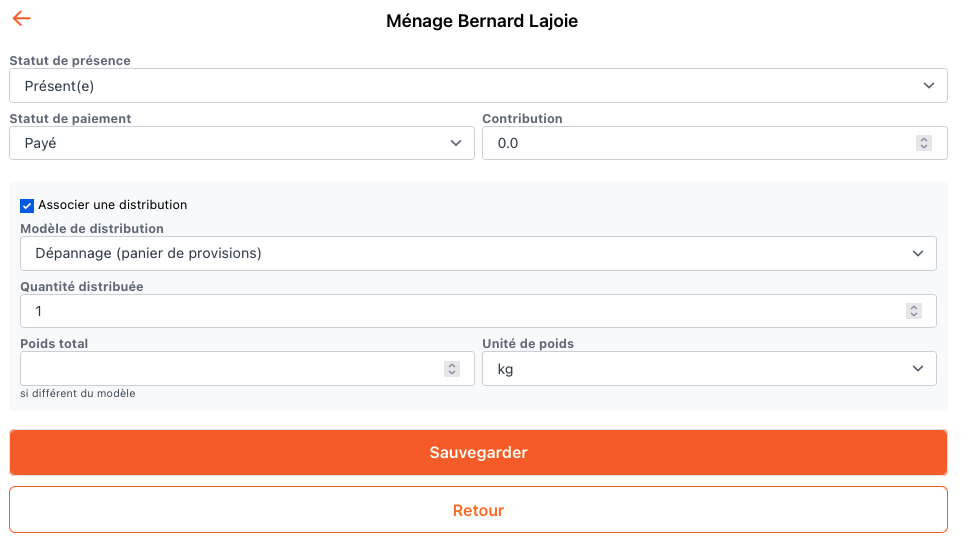 Ménage Bernard Lajoie
Statut de présence
Présent(e)
Statut de paiement
Contribution
Payé
0.0
Associer une distribution
Modèle de distribution
Dépannage (panier de provisions)
Quantité distribuée
1
Poids total
Unité de poids
kg
si différent du modèle
Sauvegarder
Retour